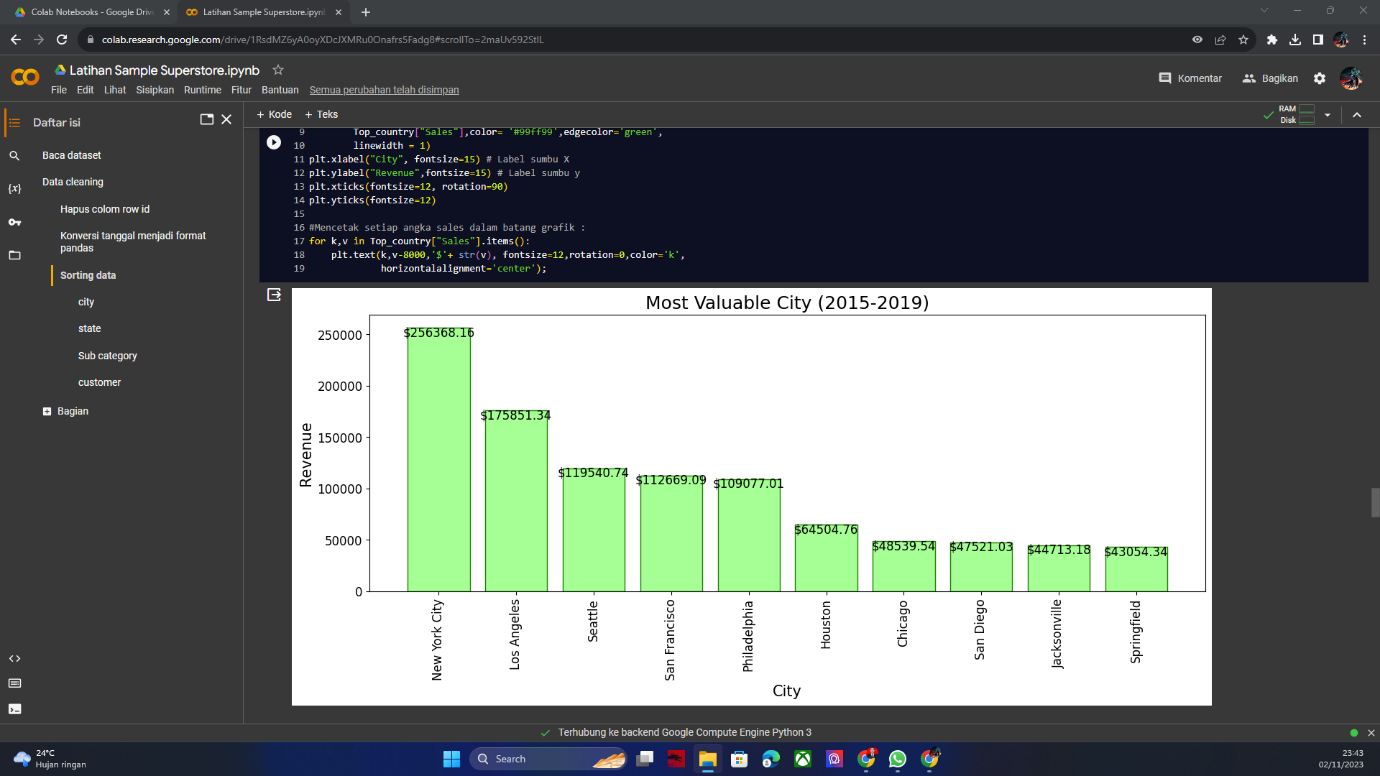 Colab Notebooks - Google Driv
Latihan Sample Superstore.ipynb
colab.research.google.com/drive/1RsdMZ6yA0oyXDcJXMRu0Onafrs5Fadg8#scrollTo=2maUv592StlL
Latihan Sample Superstore.ipynb
File Edit Lihat Sisipkan Runtime Fitur Bantuan Semua perubahan telah disimpan
Komentar Bagikan
Daftar isi
+ Kode + Teks
RAM
Disk
Baca dataset
Data cleaning
Hapus colom row id
Konversi tanggal menjadi format
pandas
Sorting data
city
state
Sub category
customer
Bagian
9 Top_country["Sales"],color= '#99ff99',edgecolor='green',
10 linewidth = 1)
11 plt.xlabel("City", fontsize=15) # Label sumbu X
12 plt.ylabel("Revenue",fontsize=15) # Label sumbu y
13 plt.xticks(fontsize=12, rotation=90)
14 plt.yticks(fontsize=12)
15
16 #Mencetak setiap angka sales dalam batang grafik :
17 for k,v in Top_country["Sales"].items():
18 plt.text(k,v-8000,'$'+ str(v), fontsize=12,rotation=0,color='k',
19 horizontalalignment='center');
Most Valuable City (2015-2019)
Revenue
250000
200000
150000
100000
50000
0
$256368.16
$175851.34
$119540.74
$112669.09
$109077.01
$64504.76
$48539.54
$47521.03
$44713.18
$43054.34
New York City
Los Angeles
Seattle
San Francisco
Philadelphia
Houston
Chicago
San Diego
Jacksonville
Springfield
City
Terhubung ke backend Google Compute Engine Python 3
24°C
Hujan ringan
Search
23:43
02/11/2023